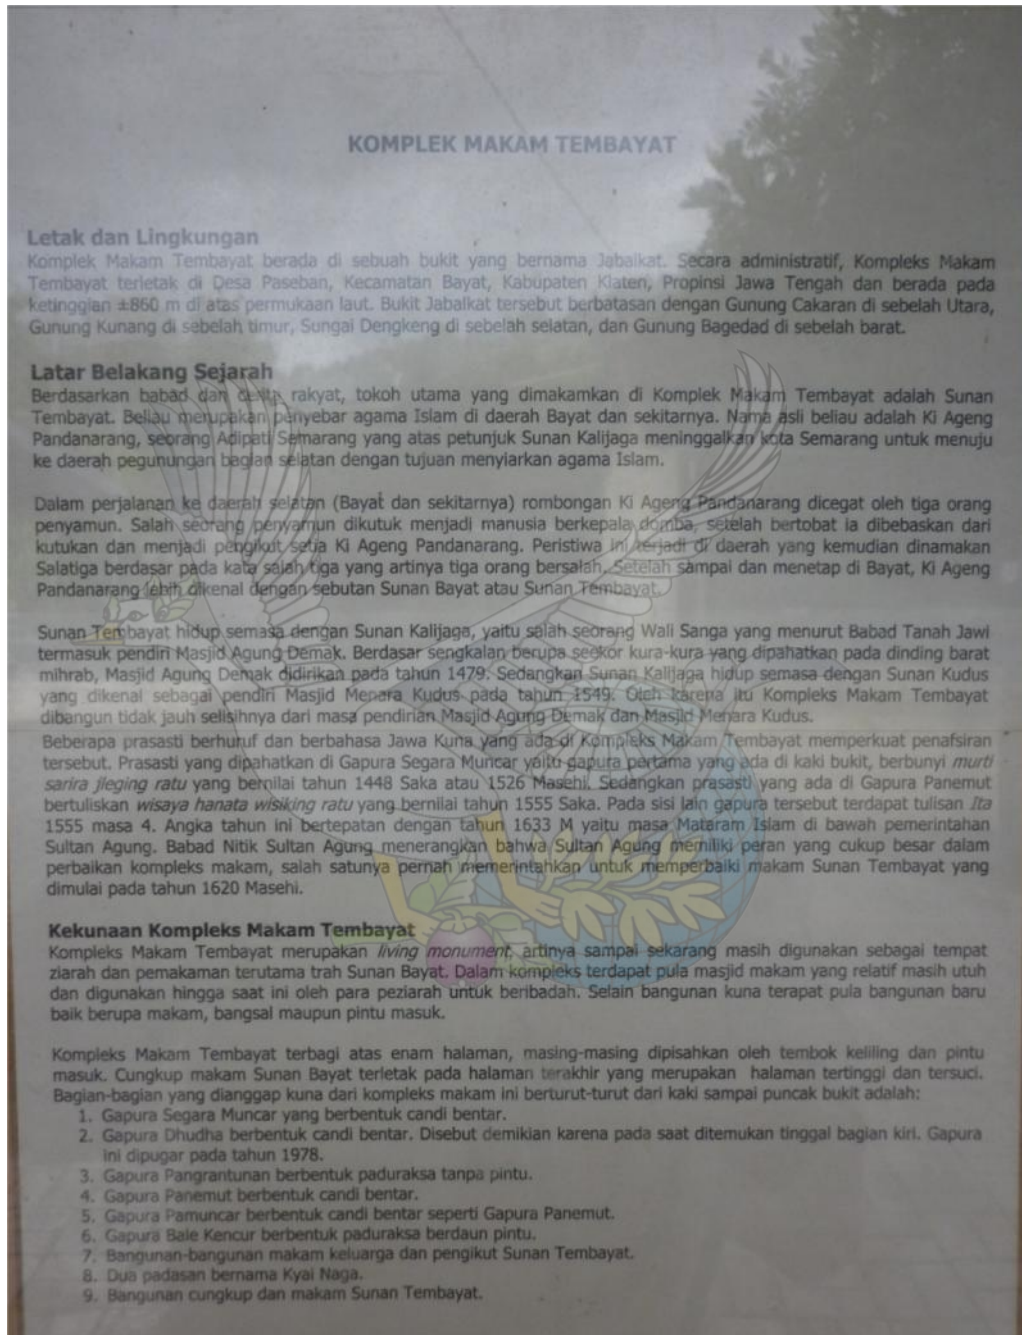 KOMPLEK MAKAM TEMBAYAT
Letak dan Lingkungan
Komplek Makam Tembayat berada di sebuah bukit yang bernama Jabalkat. Secara administratif, Kompleks Makam
Tembayat terletak di Desa Paseban, Kecamatan Bayat, Kabupaten Klaten, Propinsi Jawa Tengah dan berada pada
ketinggian ±860 m di atas permukaan laut. Bukit Jabalkat tersebut berbatasan dengan Gunung Cakaran di sebelah Utara,
Gunung Kunang di sebelah timur, Sungai Dengkeng di sebelah selatan, dan Gunung Bagedad di sebelah barat.
Latar Belakang Sejarah
Berdasarkan babad dan cerita rakyat, tokoh utama yang dimakamkan di Komplek Makam Tembayat adalah Sunan
Tembayat. Beliau merupakan penyebar agama Islam di daerah Bayat dan sekitarnya. Nama asli beliau adalah Ki Ageng
Pandanarang, seorang Adipati Semarang yang atas petunjuk Sunan Kalijaga meninggalkan kota Semarang untuk menuju
ke daerah pegunungan bagian selatan dengan tujuan menyiarkan agama Islam.
Dalam perjalanan ke daerah selatan (Bayat dan sekitarnya) rombongan Ki Ageng Pandanarang dicegat oleh tiga orang
penyamun. Salah seorang penyamun dikutuk menjadi manusia berkepala domba, setelah bertobat ia dibebaskan dari
kutukan dan menjadi pengikut setia Ki Ageng Pandanarang. Peristiwa ini terjadi di daerah yang kemudian dinamakan
Salatiga berdasar pada kata salah tiga yang artinya tiga orang bersalah. Setelah sampai dan menetap di Bayat, Ki Ageng
Pandanarang lebih dikenal dengan sebutan Sunan Bayat atau Sunan Tembayat.
Sunan Tembayat hidup semasa dengan Sunan Kalijaga, yaitu salah seorang Wali Sanga yang menurut Babad Tanah Jawi
termasuk pendiri Masjid Agung Demak. Berdasar sengkalan berupa seekor kura-kura yang dipahatkan pada dinding barat
mihrab, Masjid Agung Demak didirikan pada tahun 1479. Sedangkan Sunan Kalijaga hidup semasa dengan Sunan Kudus
yang dikenal sebagai pendiri Masjid Menara Kudus pada tahun 1549. Oleh karena itu Kompleks Makam Tembayat
dibangun tidak jauh selisihnya dari masa pendirian Masjid Agung Demak dan Masjid Menara Kudus.
Beberapa prasasti berhuruf dan berbahasa Jawa Kuna yang ada di Kompleks Makam Tembayat memperkuat penafsiran
tersebut. Prasasti yang dipahatkan di Gapura Segara Muncar yaitu gapura pertama yang ada di kaki bukit, berbunyi murti
sarira jleging ratu yang bernilai tahun 1448 Saka atau 1526 Masehi. Sedangkan prasasti yang ada di Gapura Panemut
bertuliskan wisaya hanata wisiking ratu yang bernilai tahun 1555 Saka. Pada sisi lain gapura tersebut terdapat tulisan Ita
1555 masa 4. Angka tahun ini bertepatan dengan tahun 1633 M yaitu masa Mataram Islam di bawah pemerintahan
Sultan Agung. Babad Nitik Sultan Agung menerangkan bahwa Sultan Agung memiliki peran yang cukup besar dalam
perbaikan kompleks makam, salah satunya pernah memerintahkan untuk memperbaiki makam Sunan Tembayat yang
dimulai pada tahun 1620 Masehi.
Kekunaan Kompleks Makam Tembayat
Kompleks Makam Tembayat merupakan living monument, artinya sampai sekarang masih digunakan sebagai tempat
ziarah dan pemakaman terutama trah Sunan Bayat. Dalam kompleks terdapat pula masjid makam yang relatif masih utuh
dan digunakan hingga saat ini oleh para peziarah untuk beribadah. Selain bangunan kuna terapat pula bangunan baru
baik berupa makam, bangsal maupun pintu masuk.
Kompleks Makam Tembayat terbagi atas enam halaman, masing-masing dipisahkan oleh tembok keliling dan pintu
masuk. Cungkup makam Sunan Bayat terletak pada halaman terakhir yang merupakan halaman tertinggi dan tersuci.
Bagian-bagian yang dianggap kuna dari kompleks makam ini berturut-turut dari kaki sampai puncak bukit adalah:
1. Gapura Segara Muncar yang berbentuk candi bentar.
2. Gapura Dhudha berbentuk candi bentar. Disebut demikian karena pada saat ditemukan tinggal bagian kiri. Gapura
ini dipugar pada tahun 1978.
3. Gapura Pangrantunan berbentuk paduraksa tanpa pintu.
4. Gapura Panemut berbentuk candi bentar.
5. Gapura Pamuncar berbentuk candi bentar seperti Gapura Panemut.
6. Gapura Bale Kencur berbentuk paduraksa berdaun pintu.
7. Bangunan-bangunan makam keluarga dan pengikut Sunan Tembayat.
8. Dua padasan bernama Kyai Naga.
9. Bangunan cungkup dan makam Sunan Tembayat.